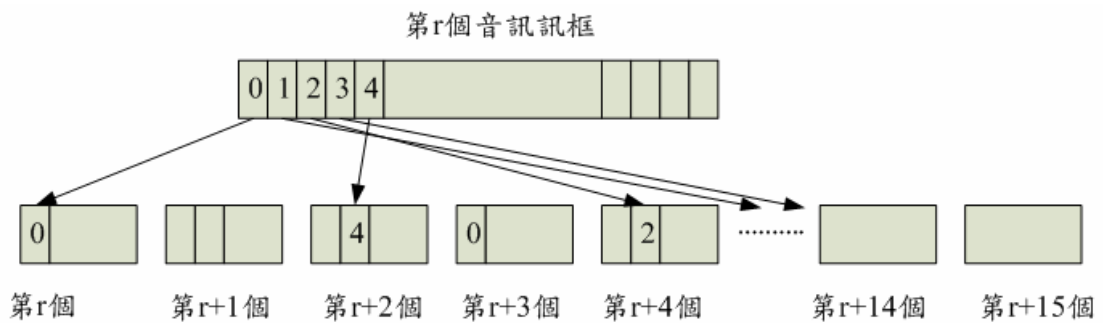 第r個音訊訊框
0 1 2 3 4
0 4 0 2 ..........
第r個 第r+1個 第r+2個 第r+3個 第r+4個 第r+14個 第r+15個